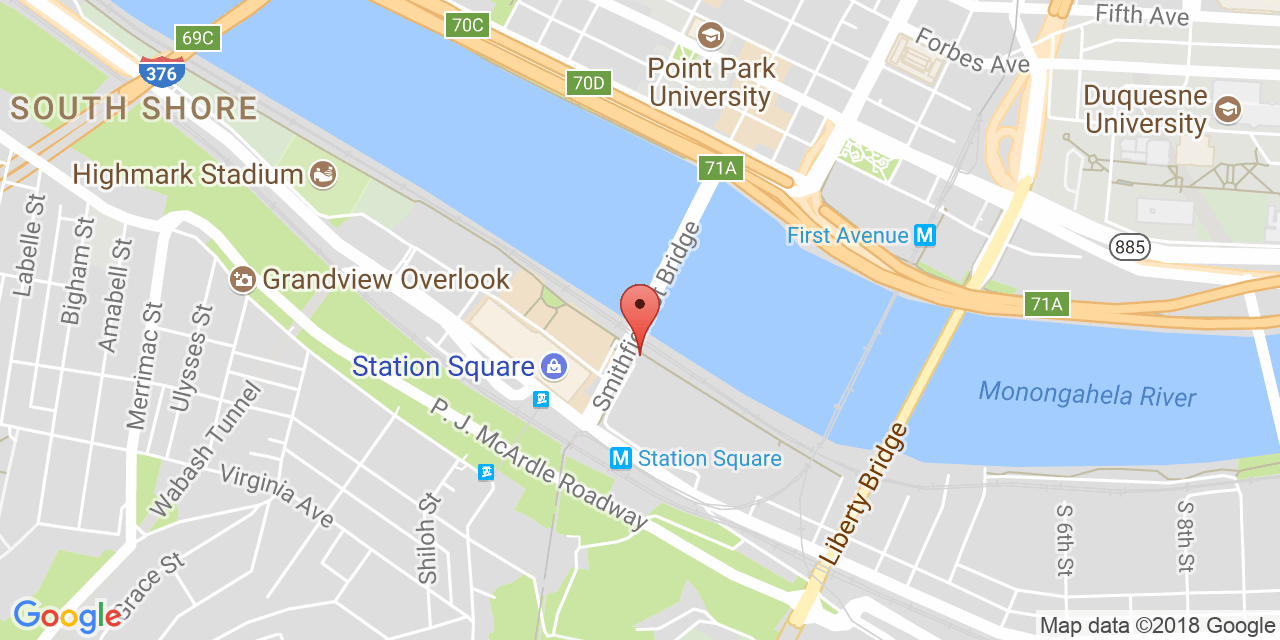 Fifth Ave
70C
69C
Forbes Ave
376
Point Park
University
70D
Duquesne
University
SOUTH SHORE
71A
Highmark Stadium
Labelle St
Bigham St
Amabell St
First Avenue
M
885
Grandview Overlook
71A
Merrimac St
Ulysses St
Station Square
Smithfie
t Bridge
Monongahela River
Wabash Tunnel
P. J. McArdle Roadway
M
Station Square
Liberty Bridge
Virginia Ave
Shiloh St
S 6th St
S 8th St
Grace St
Google
Map data ©2018 Google